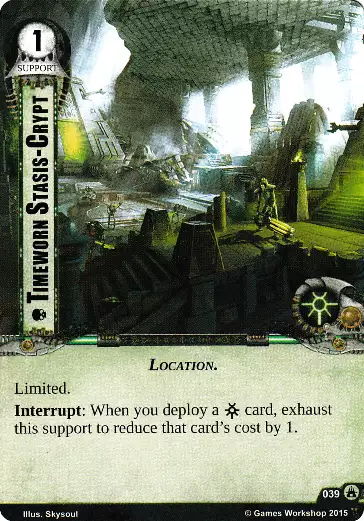 1
SUPPORT
TIMEWORN STASIS-CRYPT
LOCATION.
Limited.
Interrupt: When you deploy a card, exhaust
this support to reduce that card's cost by 1.
039
Illus. Skysoul
© Games Workshop 2015